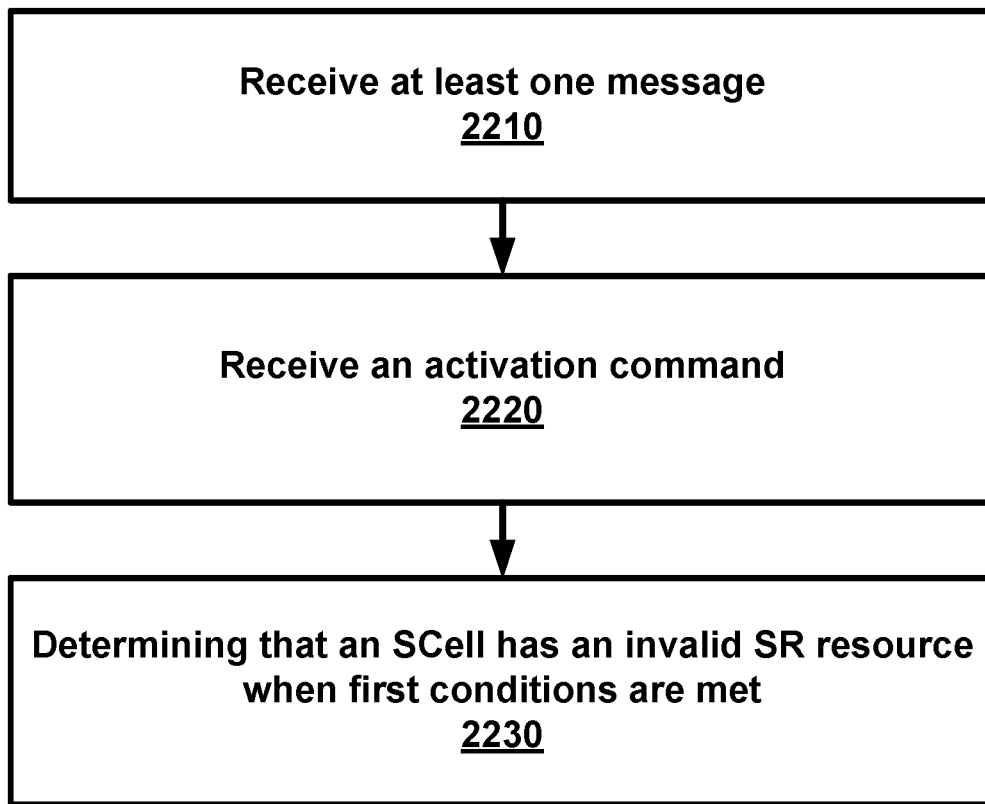 Receive at least one message
2210
Receive an activation command
2220
Determining that an SCell has an invalid SR resource
when first conditions are met
2230